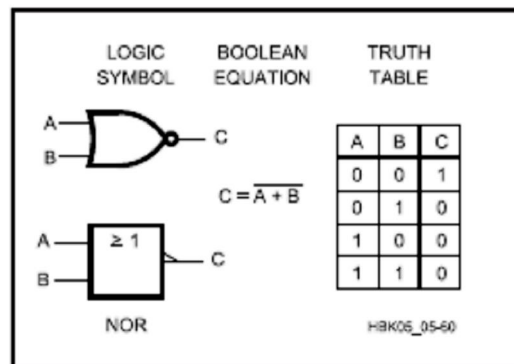 LOGIC SYMBOL
BOOLEAN EQUATION
TRUTH TABLE
A
B
C
C = \overline{A + B}
A
B
≥ 1
C
NOR
A B C
0 0 1
0 1 0
1 0 0
1 1 0
HBK05_05-60